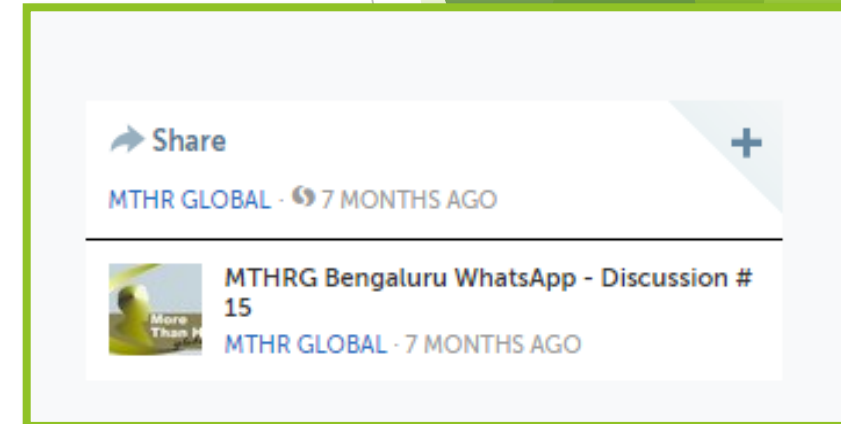 Share
MTHR GLOBAL · 7 MONTHS AGO
MTHRG Bengaluru WhatsApp - Discussion #
15
MTHR GLOBAL · 7 MONTHS AGO
More
Than H